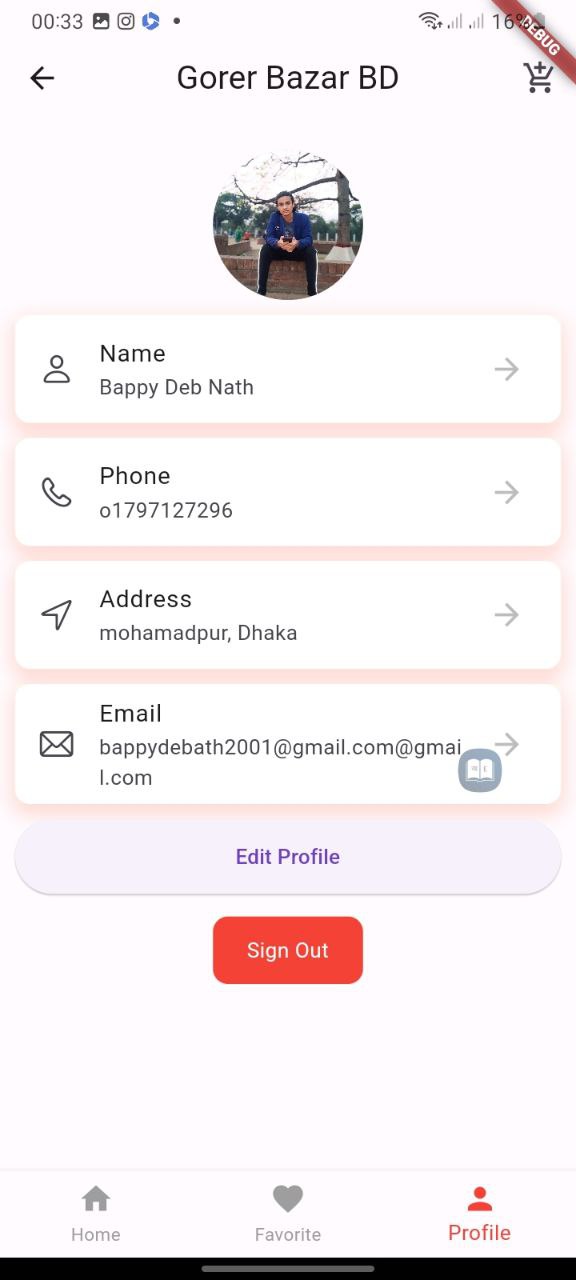 00:33
16%
DEBUG
Gorer Bazar BD
Name
Bappy Deb Nath
Phone
o1797127296
Address
mohamadpur, Dhaka
Email
bappydebath2001@gmail.com@gmai
l.com
Edit Profile
Sign Out
Home
Favorite
Profile